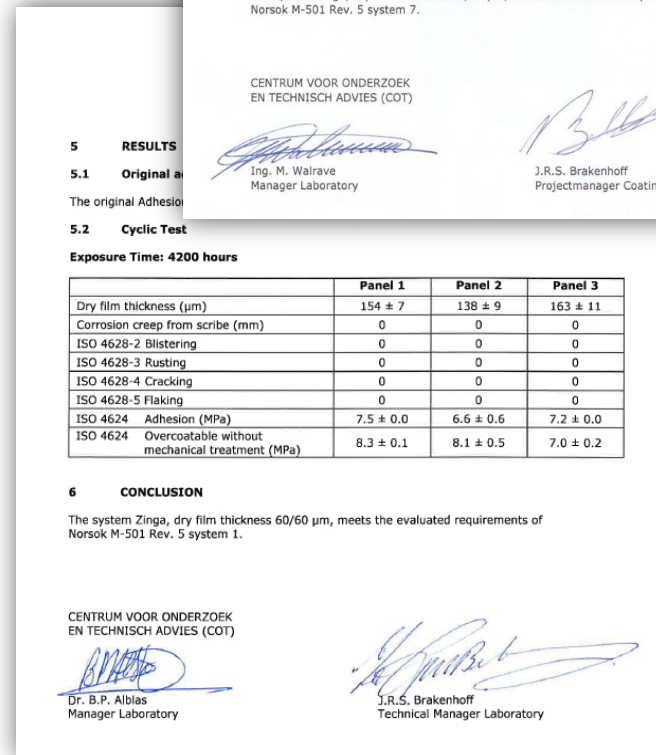 Norsok M-501 Rev. 5 system 7.
CENTRUM VOOR ONDERZOEK
EN TECHNISCH ADVIES (COT)
Ing. M. Walrave
Manager Laboratory
J.R.S. Brakenhoff
Projectmanager
5 RESULTS
5.1 Original
The original
5.2 Cyclic Test
Exposure Time: 4200 hours
Panel 1 Panel 2 Panel 3
Dry film thickness (µm) 154 ± 7 138 ± 9 163 ± 11
Corrosion creep from scribe (mm) 0 0 0
ISO 4628-2 Blistering 0 0 0
ISO 4628-3 Rusting 0 0 0
ISO 4628-4 Cracking 0 0 0
ISO 4628-5 Flaking 0 0 0
ISO 4624 Adhesion (MPa) 7.5 ± 0.0 6.6 ± 0.6 7.2 ± 0.0
ISO 4624 Overcoatable without
mechanical treatment (MPa) 8.3 ± 0.1 8.1 ± 0.5 7.0 ± 0.2
6 CONCLUSION
The system Zinga, dry film thickness 60/60 µm, meets the evaluated requirements of
Norsok M-501 Rev. 5 system 1.
CENTRUM VOOR ONDERZOEK
EN TECHNISCH ADVIES (COT)
Dr. B.P. Alblas
Manager Laboratory
J.R.S. Brakenhoff
Technical Manager Laboratory